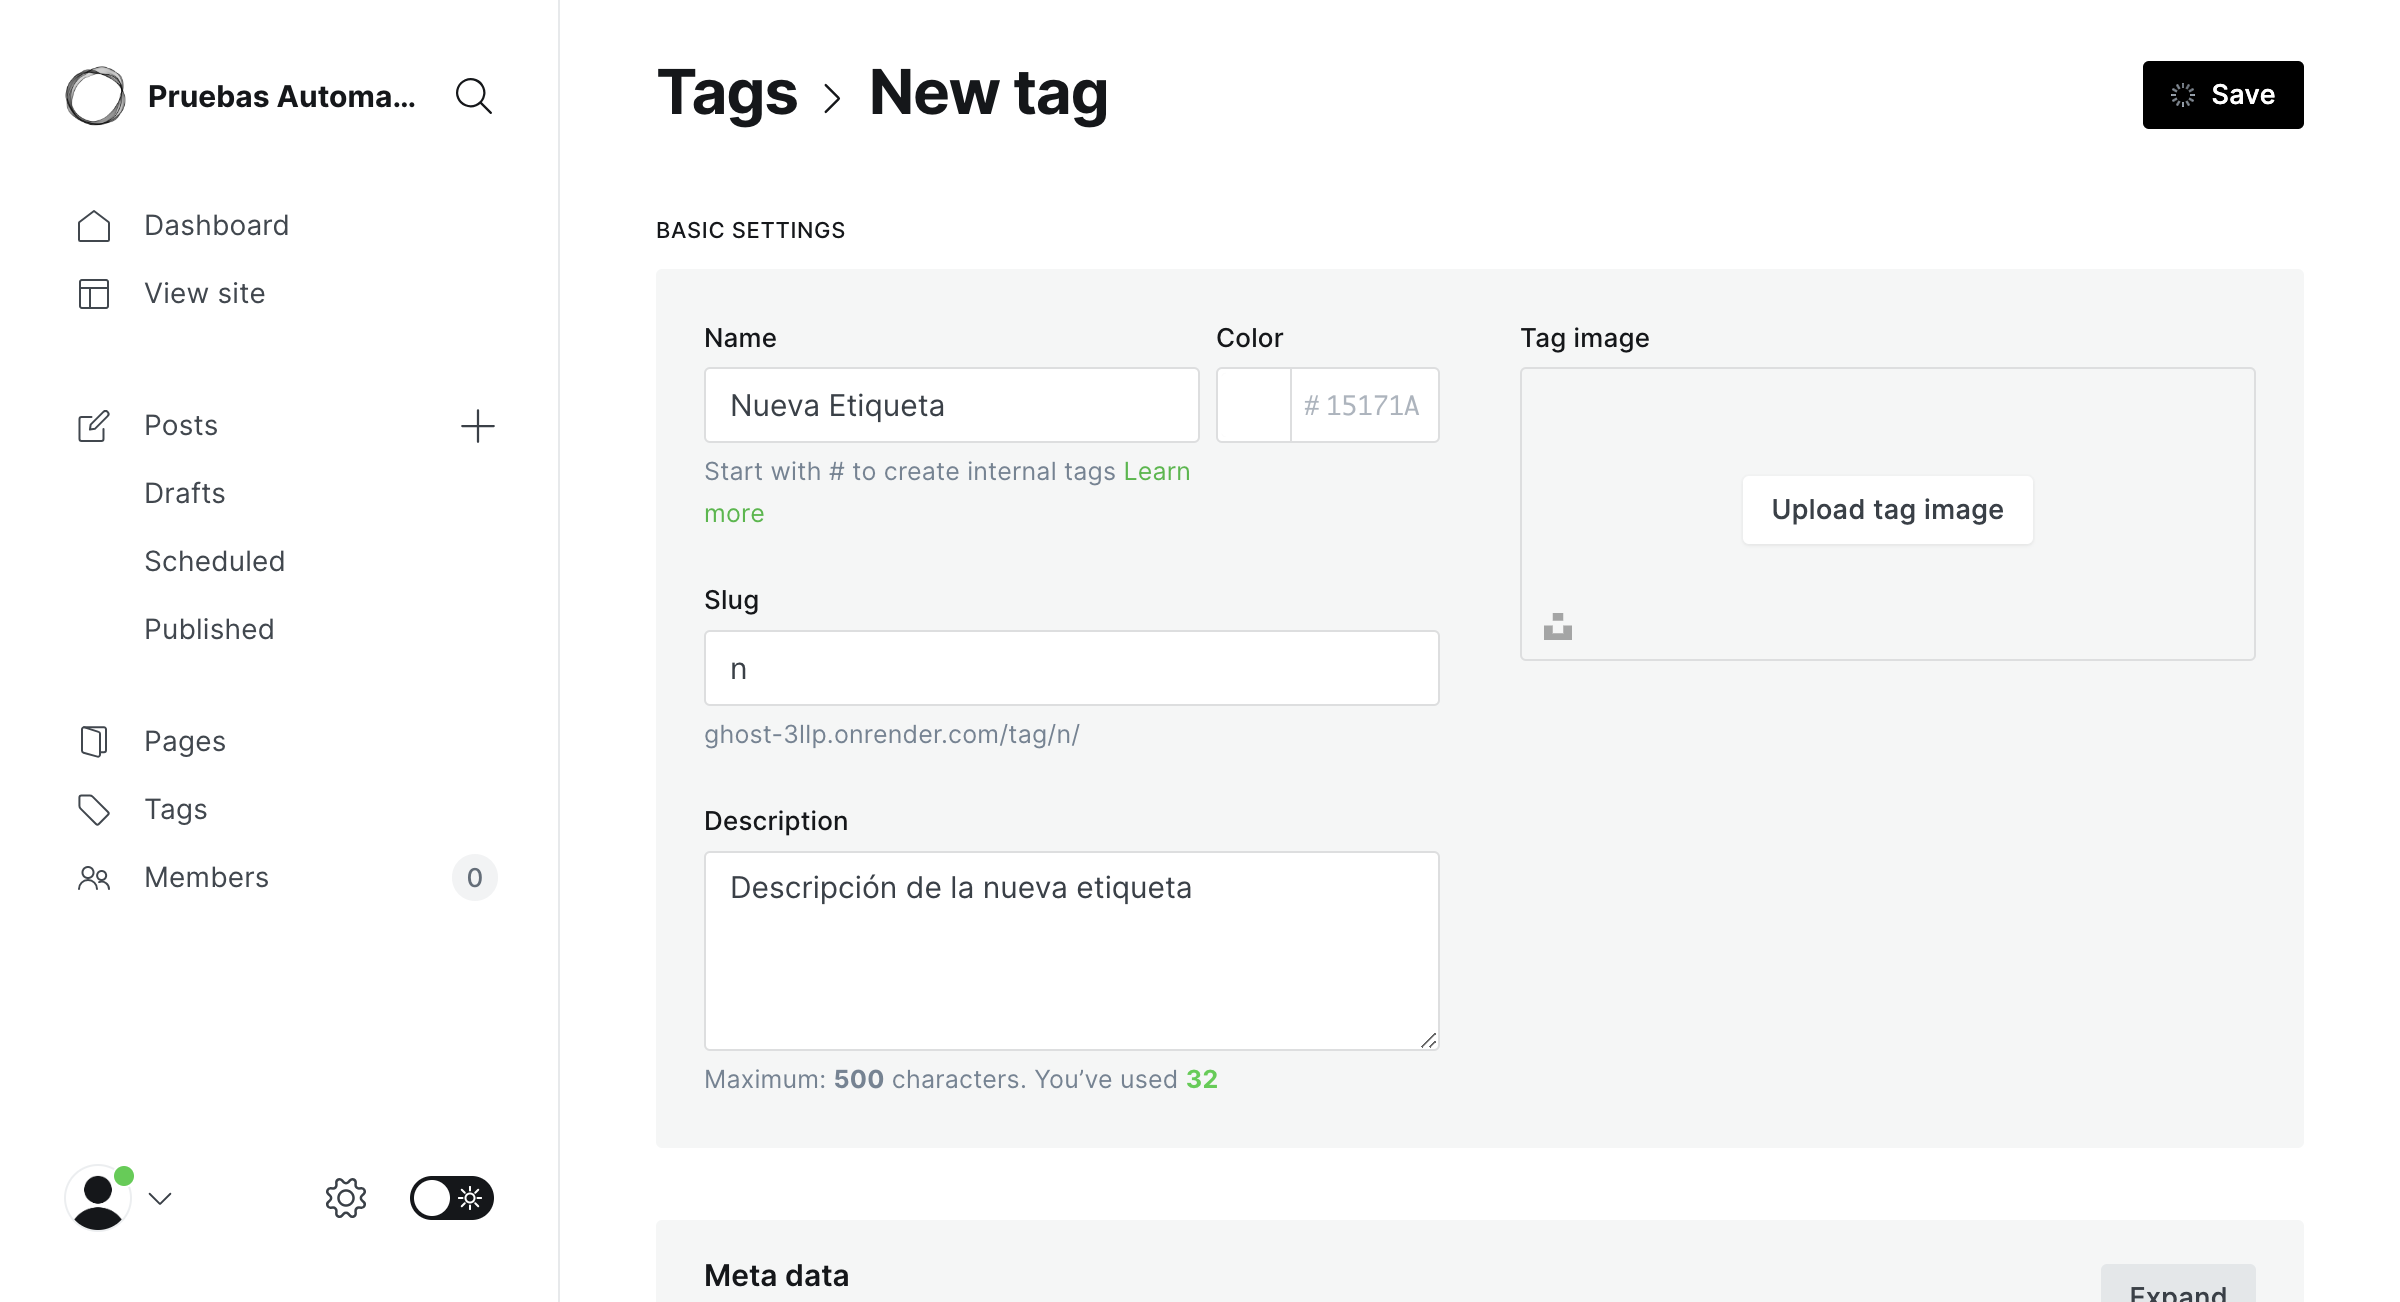 Pruebas Automa...
Dashboard
View site
Posts
Drafts
Scheduled
Published
Pages
Tags
Members
0
Tags
New tag
Save
BASIC SETTINGS
Name
Color
Tag image
Nueva Etiqueta
# 15171A
Start with # to create internal tags Learn
more
Upload tag image
Slug
n
ghost-3llp.onrender.com/tag/n/
Description
Descripción de la nueva etiqueta
Maximum: 500 characters. You’ve used 32
Meta data
Expand